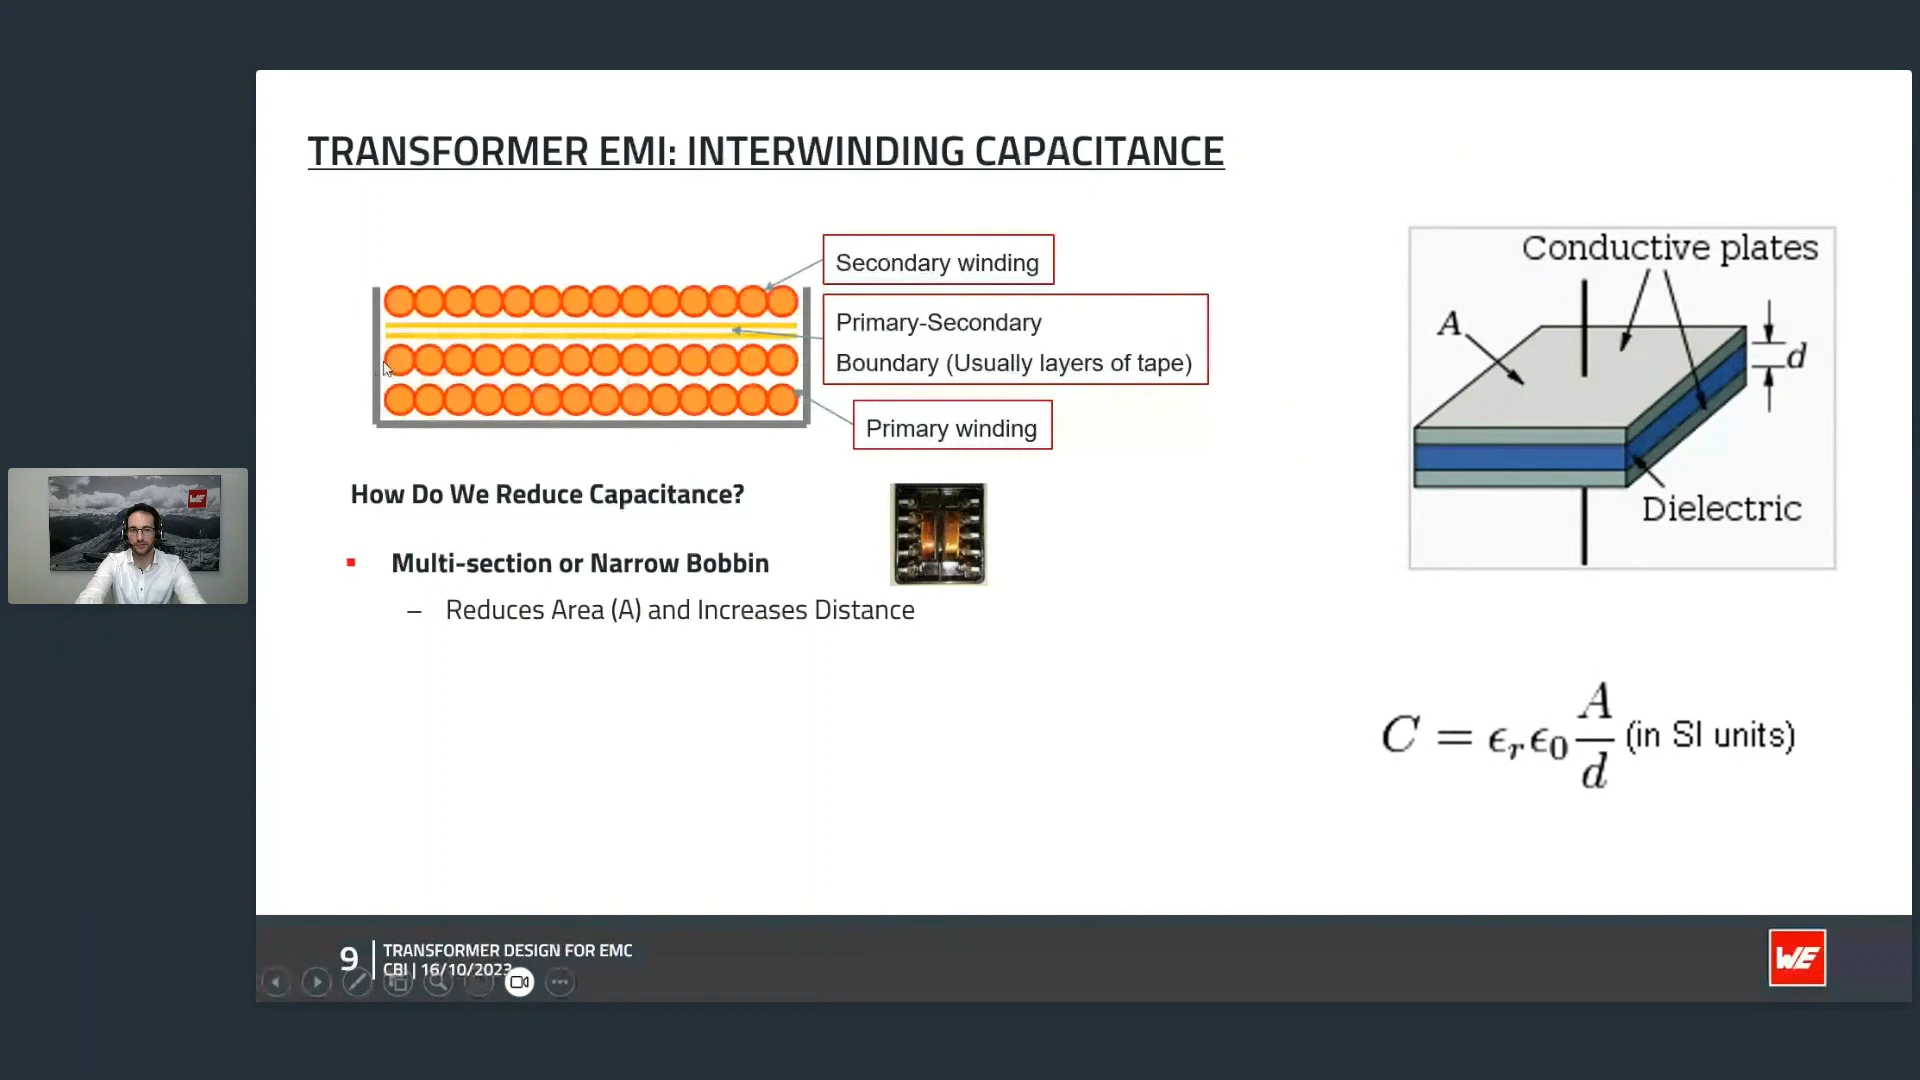 TRANSFORMER EMI: INTERWINDING CAPACITANCE
Secondary winding
Primary-Secondary
Boundary (Usually layers of tape)
Primary winding
Conductive plates
A
d
Dielectric
How Do We Reduce Capacitance?
▪ Multi-section or Narrow Bobbin
– Reduces Area (A) and Increases Distance
C = ϵᵣϵ₀ A/d (in SI units)
9
TRANSFORMER DESIGN FOR EMC
CBI | 16/10/2023
WE
WE